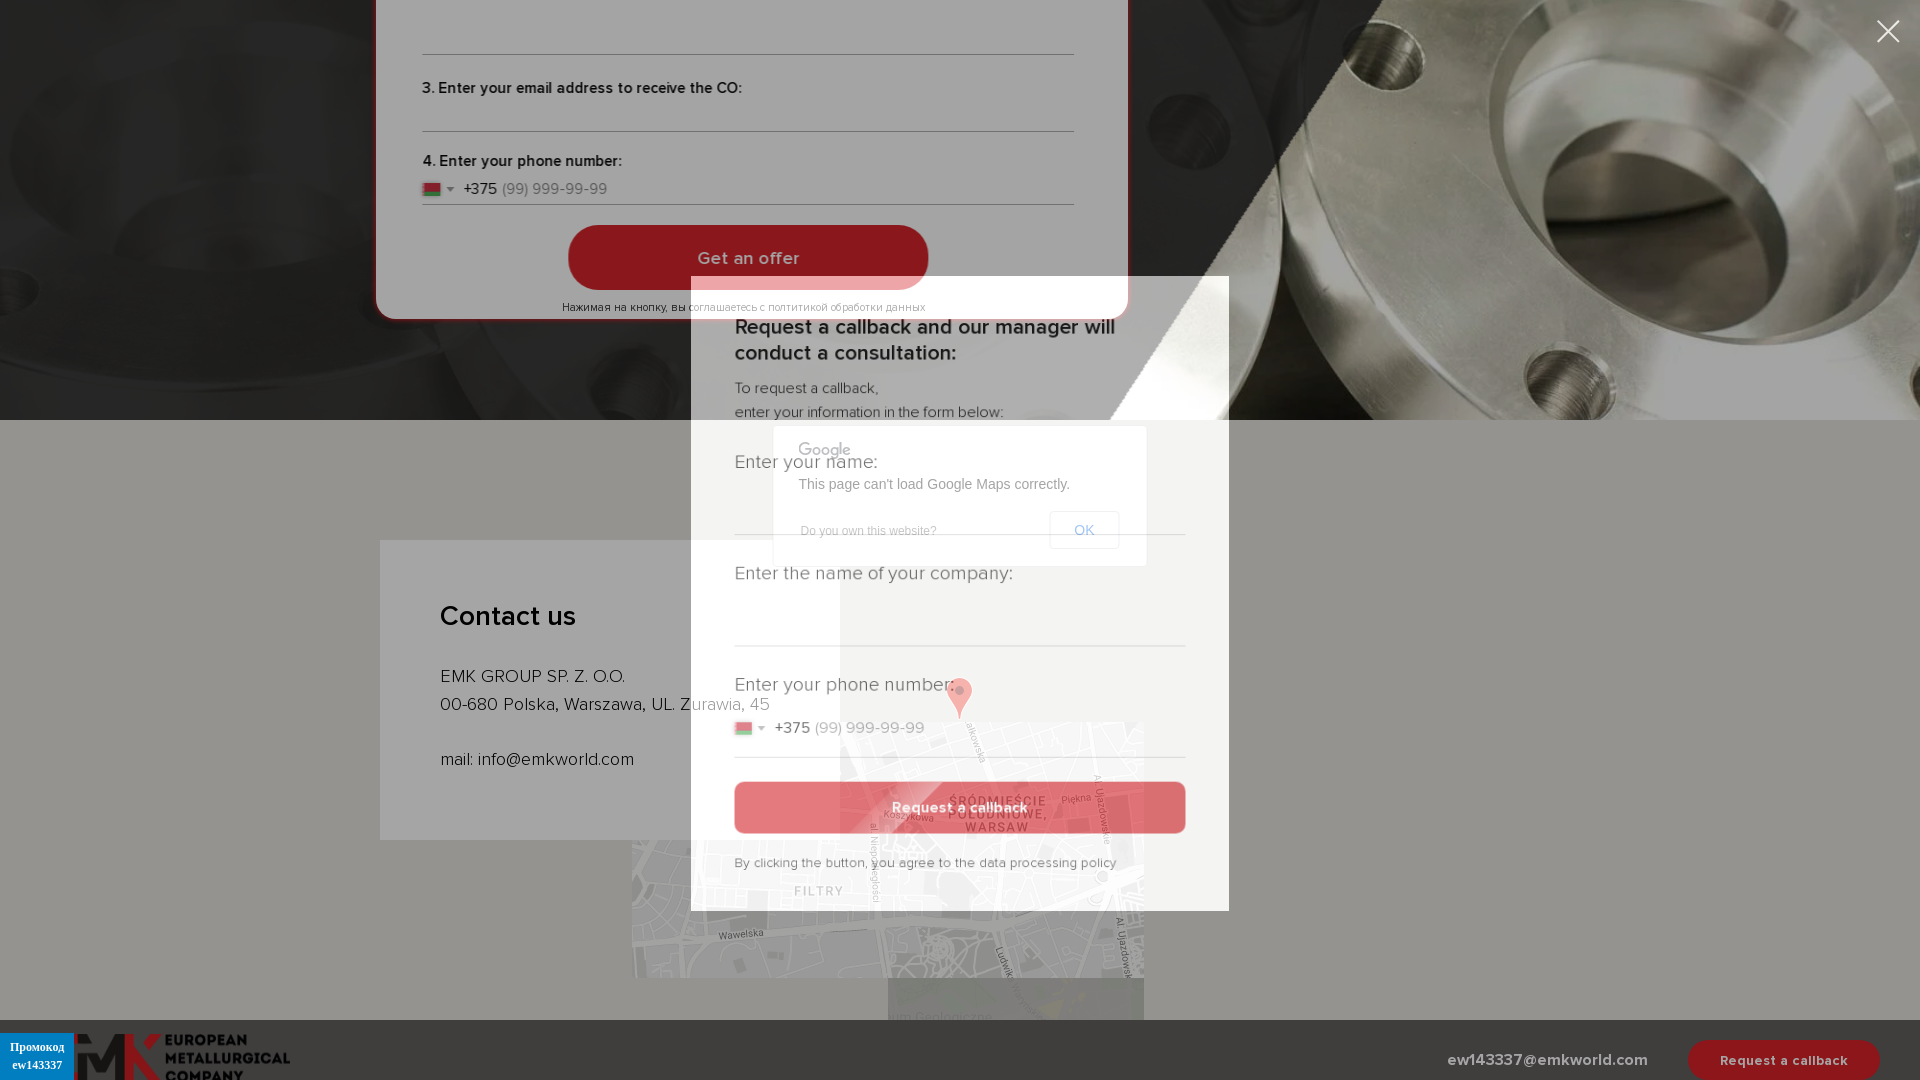 3. Enter your email address to receive the CO:
4. Enter your phone number:
+375 (99) 999-99-99
Get an offer
Нажимая на кнопку, вы соглашаетесь с полтитикой обработки данных
Request a callback and our manager will
conduct a consultation:
To request a callback,
enter your information in the form below:
Google
Enter your name:
This page can't load Google Maps correctly.
Do you own this website?
OK
Enter the name of your company:
Contact us
EMK GROUP SP. Z. O.O.
00-680 Polska, Warszawa, UL. Zurawia, 45
mail: info@emkworld.com
Enter your phone number:
+375 (99) 999-99-99
Request a callback
ŚRÓDMIEŚCIE
POŁUDNIOWE,
WARSAW
Piękna
Koszykowa
Al. Ujazdowskie
al. Niepodległości
By clicking the button, you agree to the data processing policy
FILTRY
Wawelska
EUROPEAN
METALLURGICAL
COMPANY
Промокод
ew143337
ew143337@emkworld.com
Request a callback